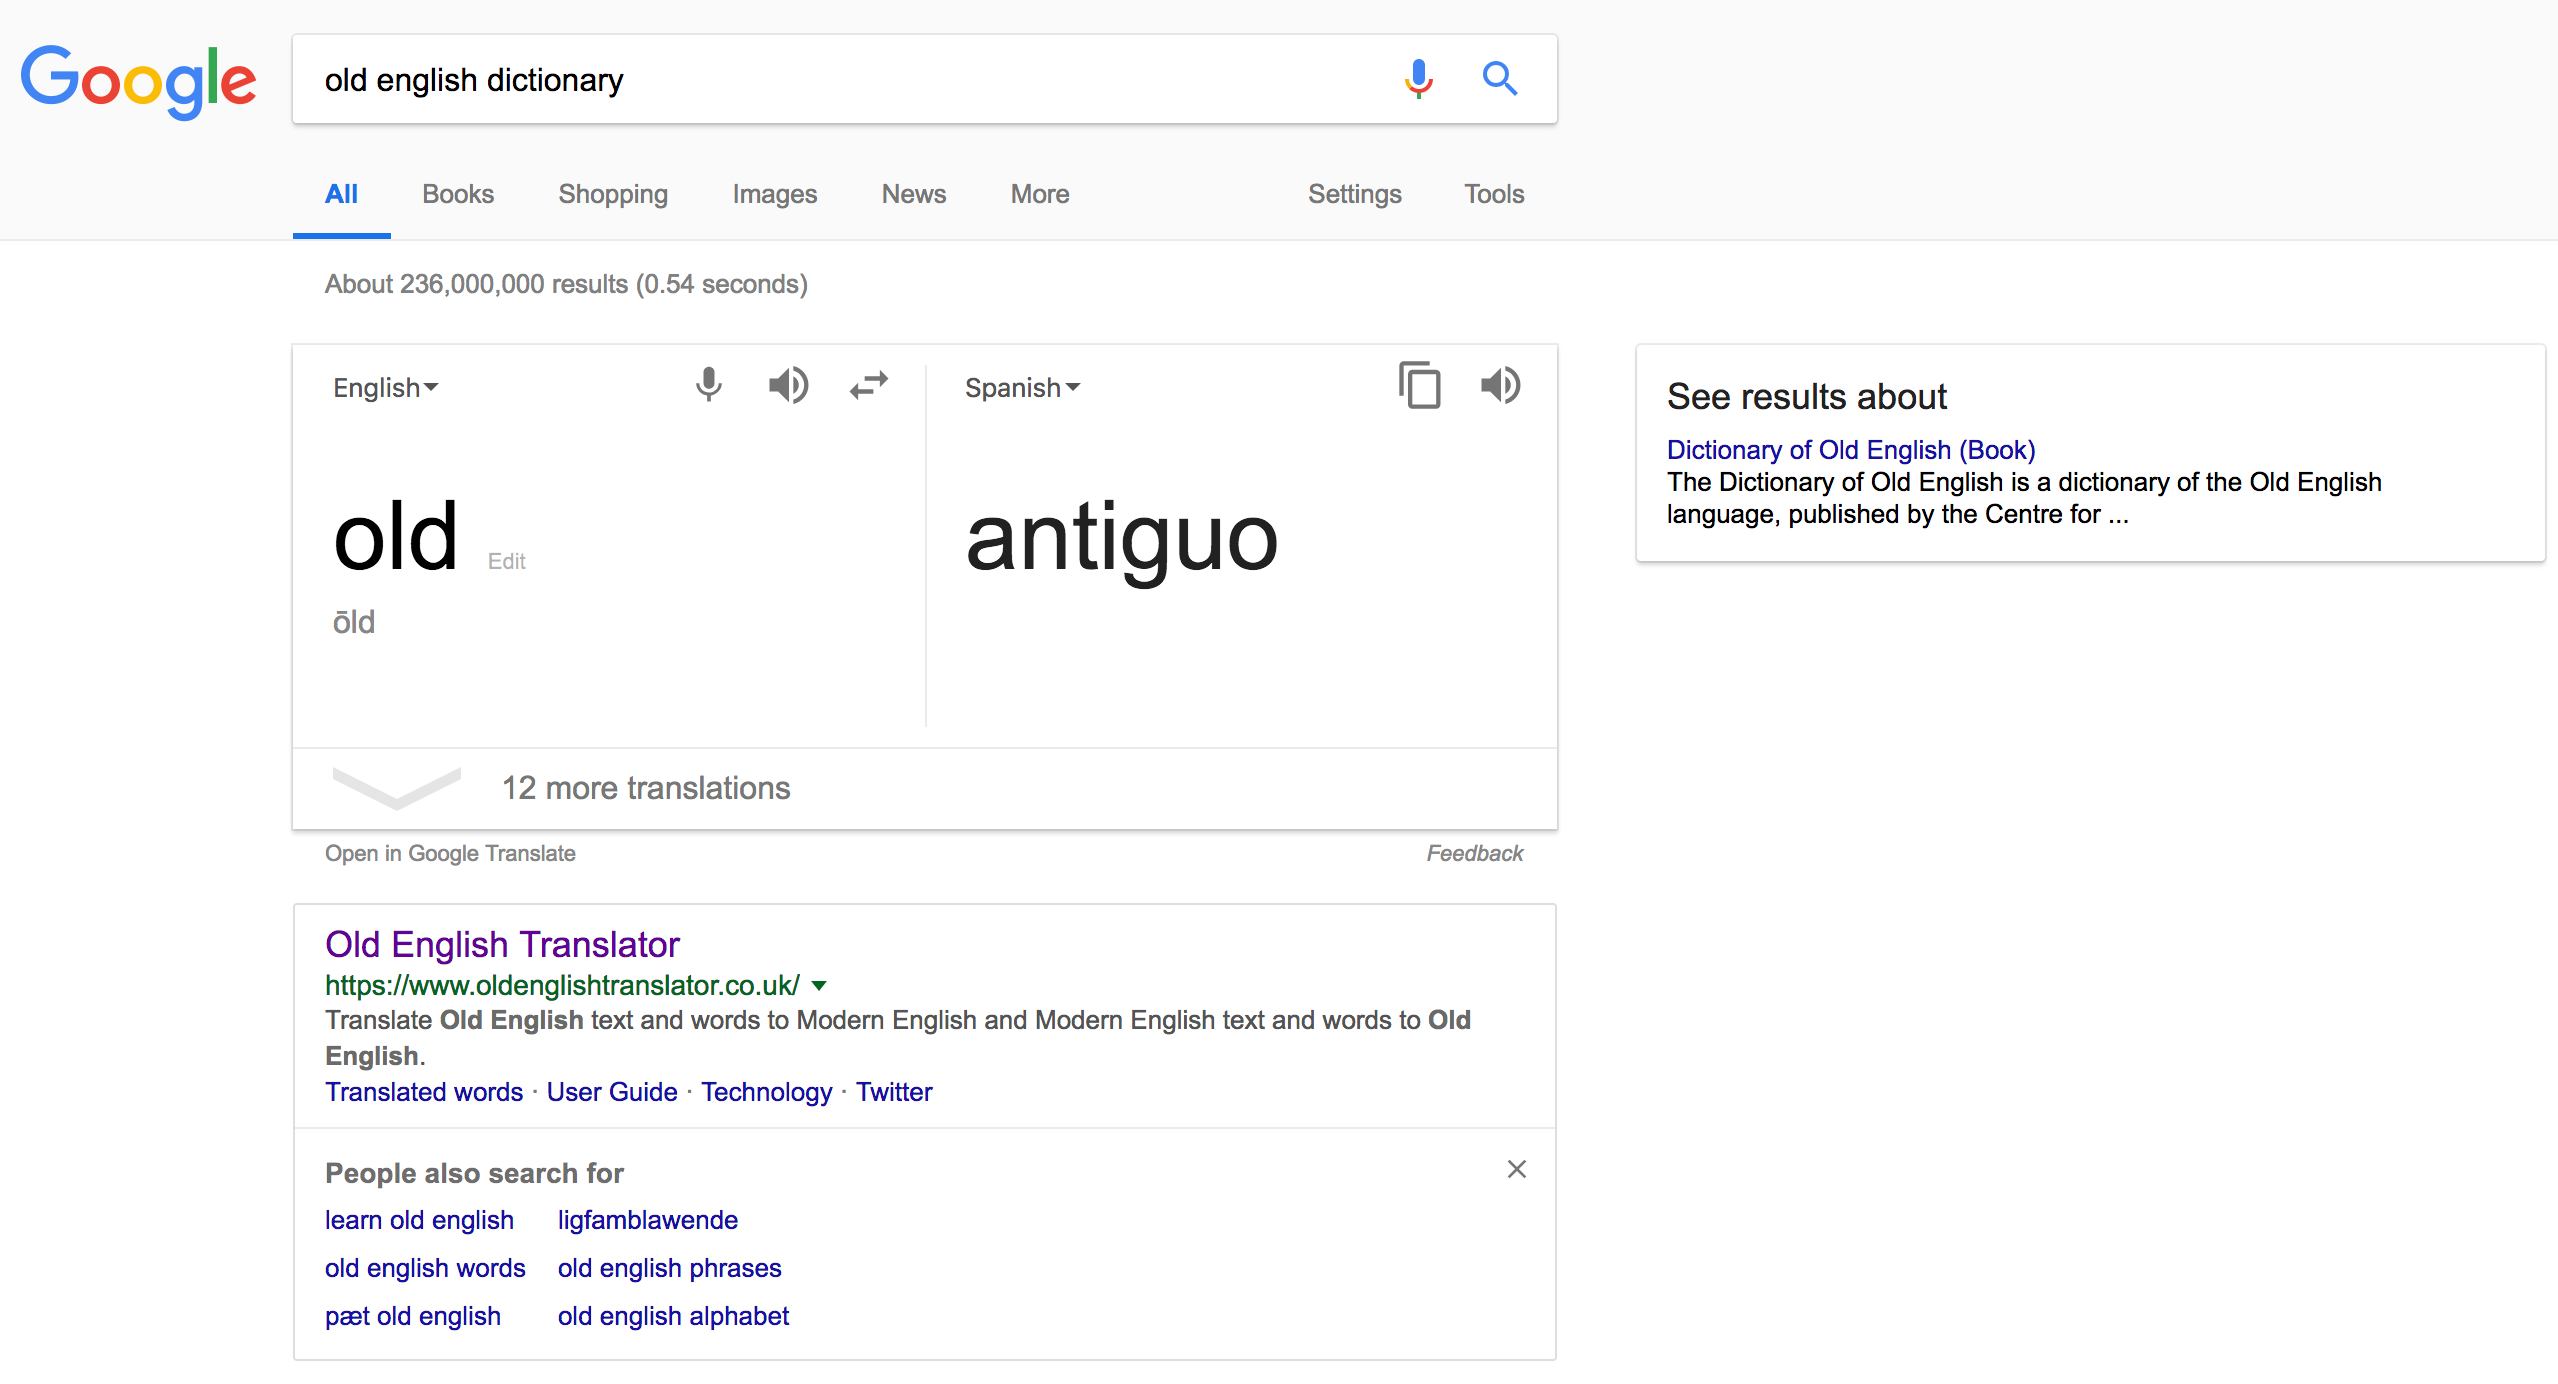 Google
old english dictionary
All Books Shopping Images News More Settings Tools
About 236,000,000 results (0.54 seconds)
English Spanish
old Edit antiguo
ōld
12 more translations
Open in Google Translate Feedback
See results about
Dictionary of Old English (Book)
The Dictionary of Old English is a dictionary of the Old English
language, published by the Centre for ...
Old English Translator
https://www.oldenglishtranslator.co.uk/
Translate Old English text and words to Modern English and Modern English text and words to Old
English.
Translated words · User Guide · Technology · Twitter
People also search for
learn old english ligfamblawende
old english words old english phrases
pæt old english old english alphabet